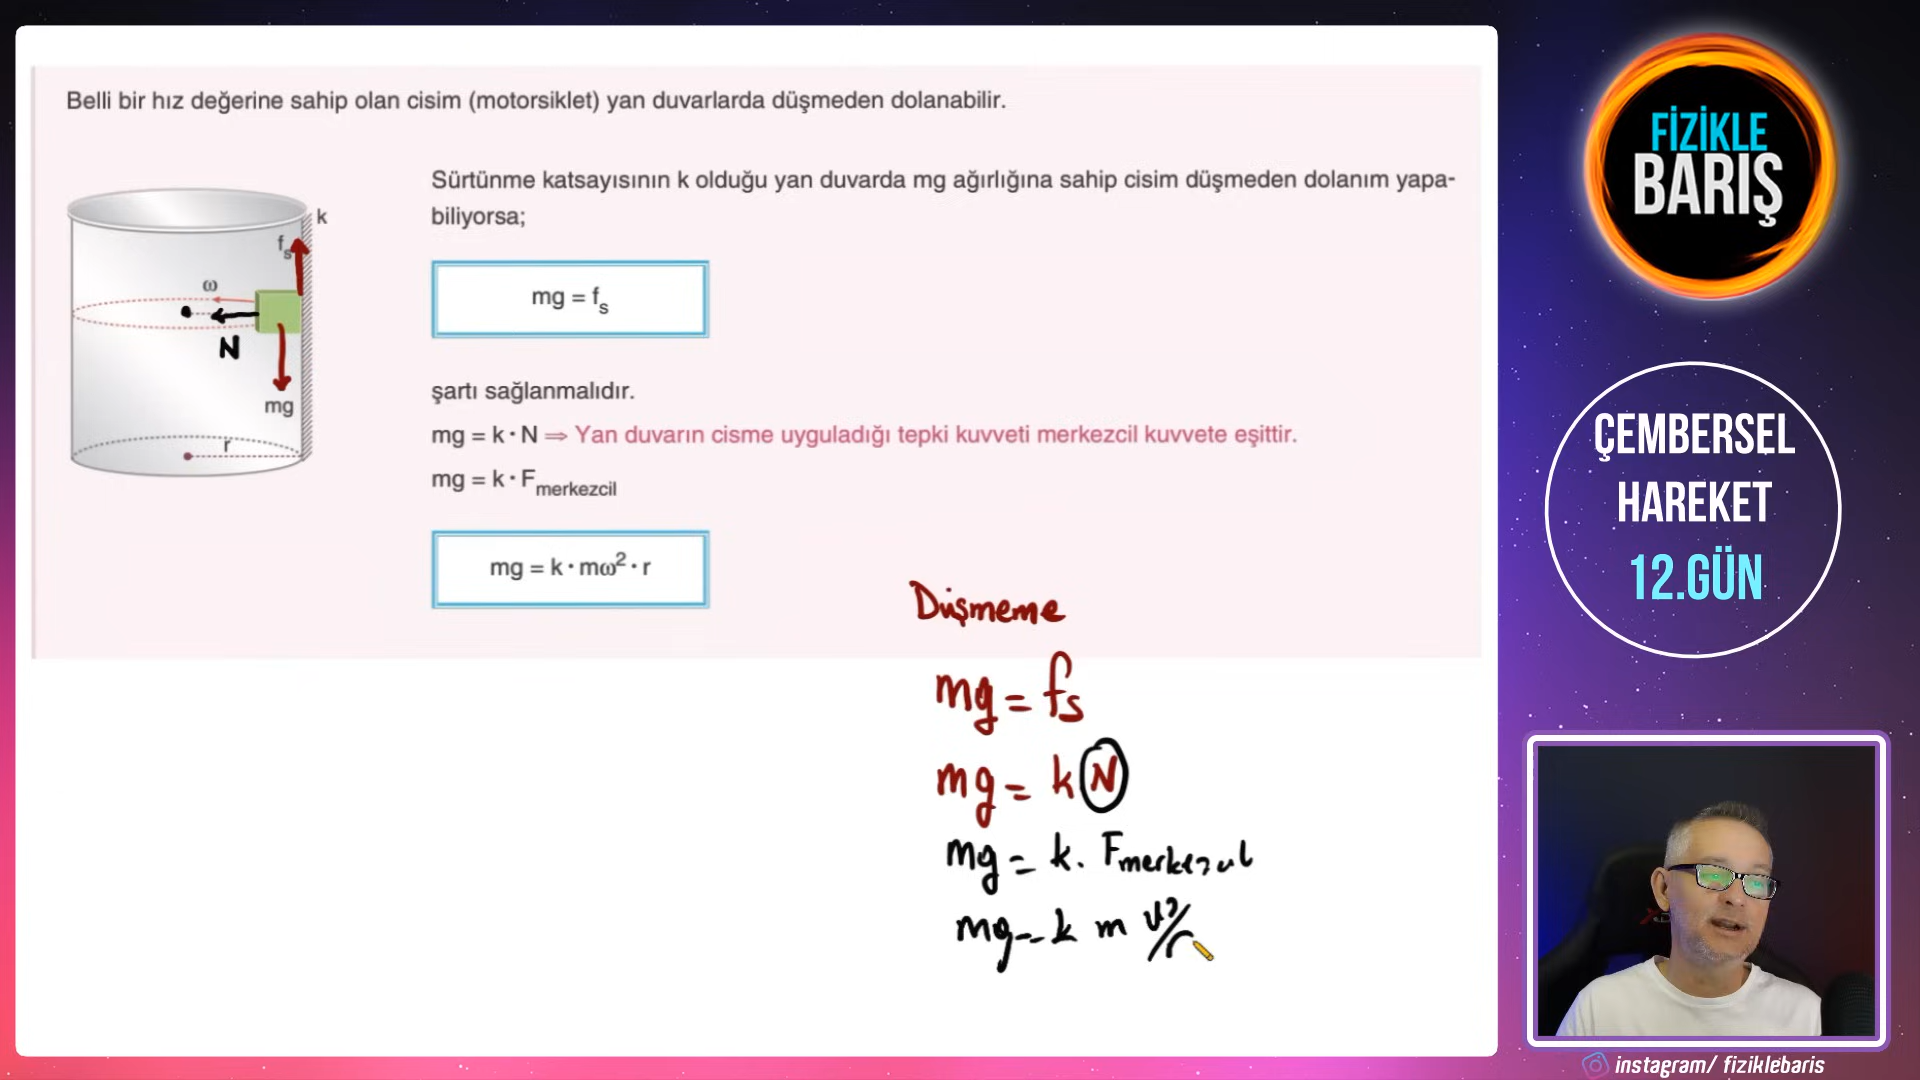 Belli bir hız değerine sahip olan cisim (motorsiklet) yan duvarlarda düşmeden dolanabilir.
Sürtünme katsayısının k olduğu yan duvarda mg ağırlığına sahip cisim düşmeden dolanım yapa-
biliyorsa;
k
fs
ω
N
mg
r
mg = fs
şartı sağlanmalıdır.
mg = k · N ⇒ Yan duvarın cisme uyguladığı tepki kuvveti merkezcil kuvvete eşittir.
mg = k · Fmerkezcil
mg = k · mω² · r
Düşmeme
mg = fs
mg = k N
mg = k. Fmerkezcil
mg = k m v²/r
FİZİKLE
BARIŞ
ÇEMBERSEL
HAREKET
12.GÜN
instagram/ fiziklebaris